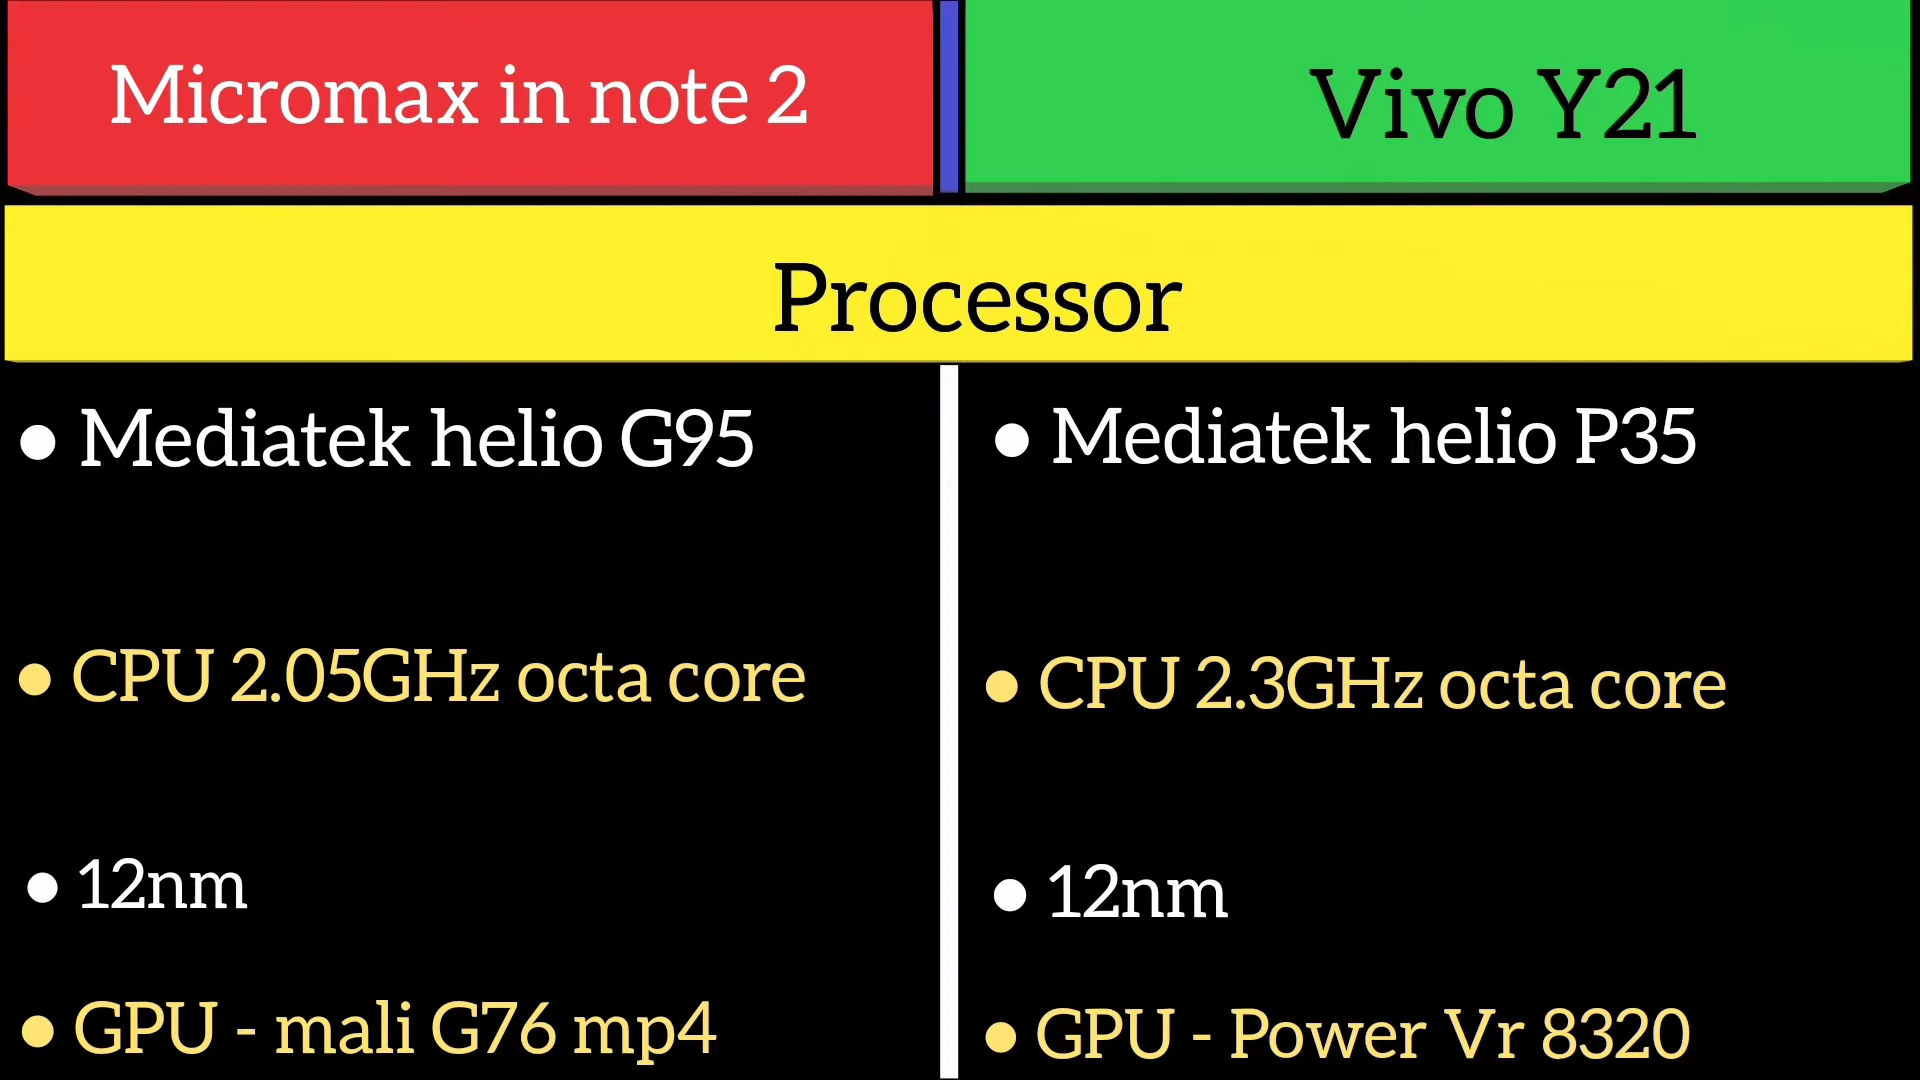 Micromax in note 2
Vivo Y21
Processor
• Mediatek helio G95
• Mediatek helio P35
• CPU 2.05GHz octa core
• CPU 2.3GHz octa core
• 12nm
• 12nm
• GPU - mali G76 mp4
• GPU - Power Vr 8320